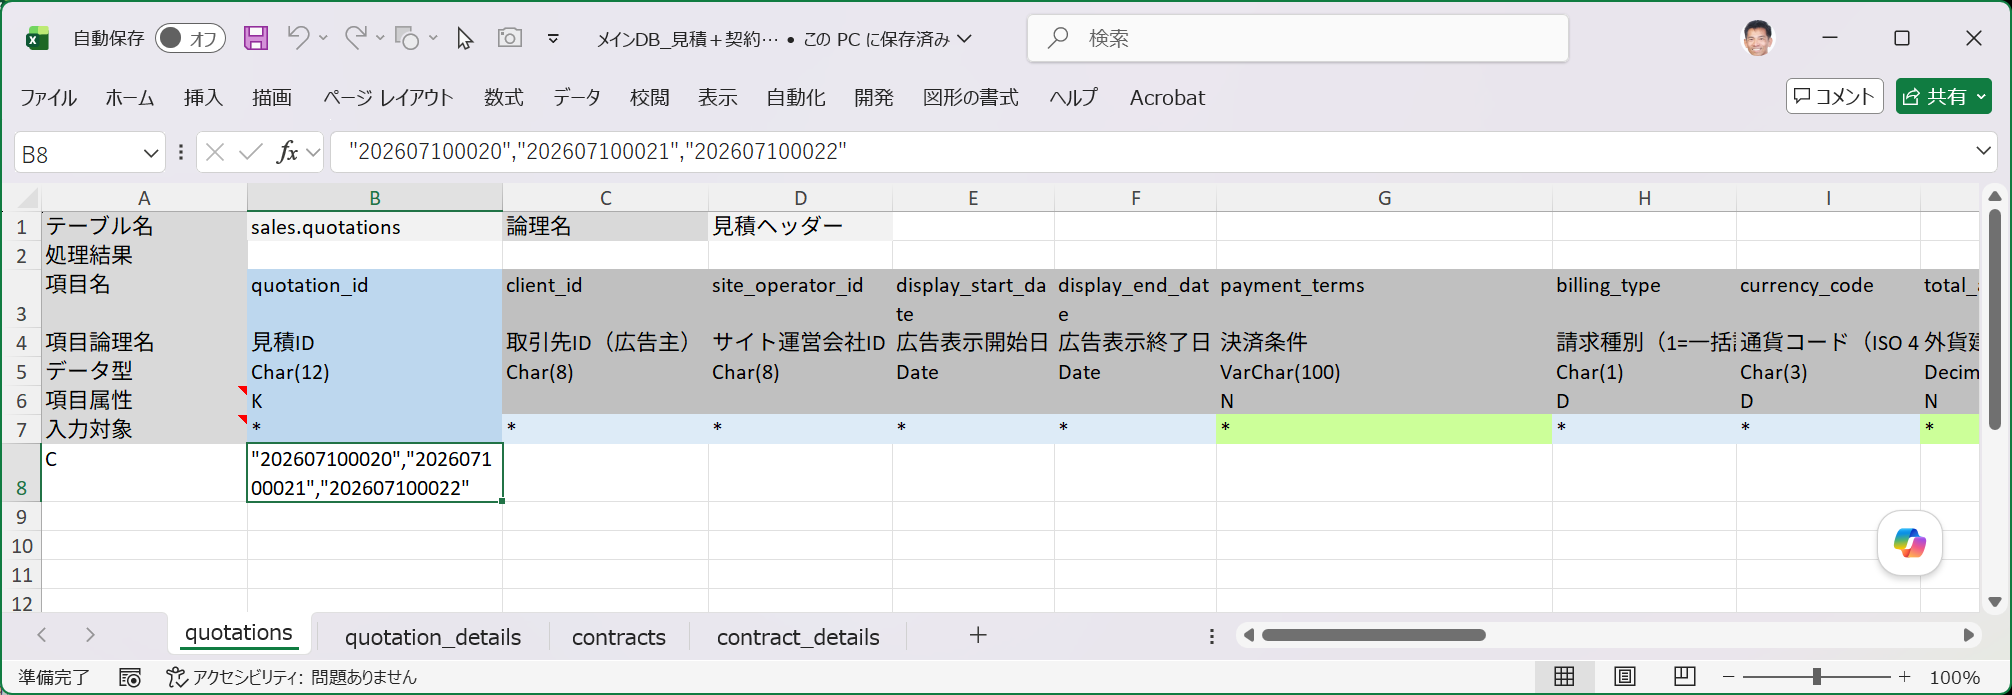 自動保存 オフ メインDB_見積＋契約… • この PC に保存済み 検索
ファイル ホーム 挿入 描画 ページ レイアウト 数式 データ 校閲 表示 自動化 開発 図形の書式 ヘルプ Acrobat コメント 共有
B8 fx "202607100020","202607100021","202607100022"
A B C D E F G H I
1 テーブル名 sales.quotations 論理名 見積ヘッダー
2 処理結果
3 項目名 quotation_id client_id site_operator_id display_start_da display_end_dat payment_terms billing_type currency_code total_
te e
4 項目論理名 見積ID 取引先ID（広告主） サイト運営会社ID 広告表示開始日 広告表示終了日 決済条件 請求種別（1=一括 通貨コード（ISO 4 外貨建
5 データ型 Char(12) Char(8) Char(8) Date Date VarChar(100) Char(1) Char(3) Decim
6 項目属性 K N D D N
7 入力対象 * * * * * * * * *
8 C "202607100020","2026071
00021","202607100022"
9
10
11
12
quotations quotation_details contracts contract_details +
準備完了 アクセシビリティ: 問題ありません − + 100%